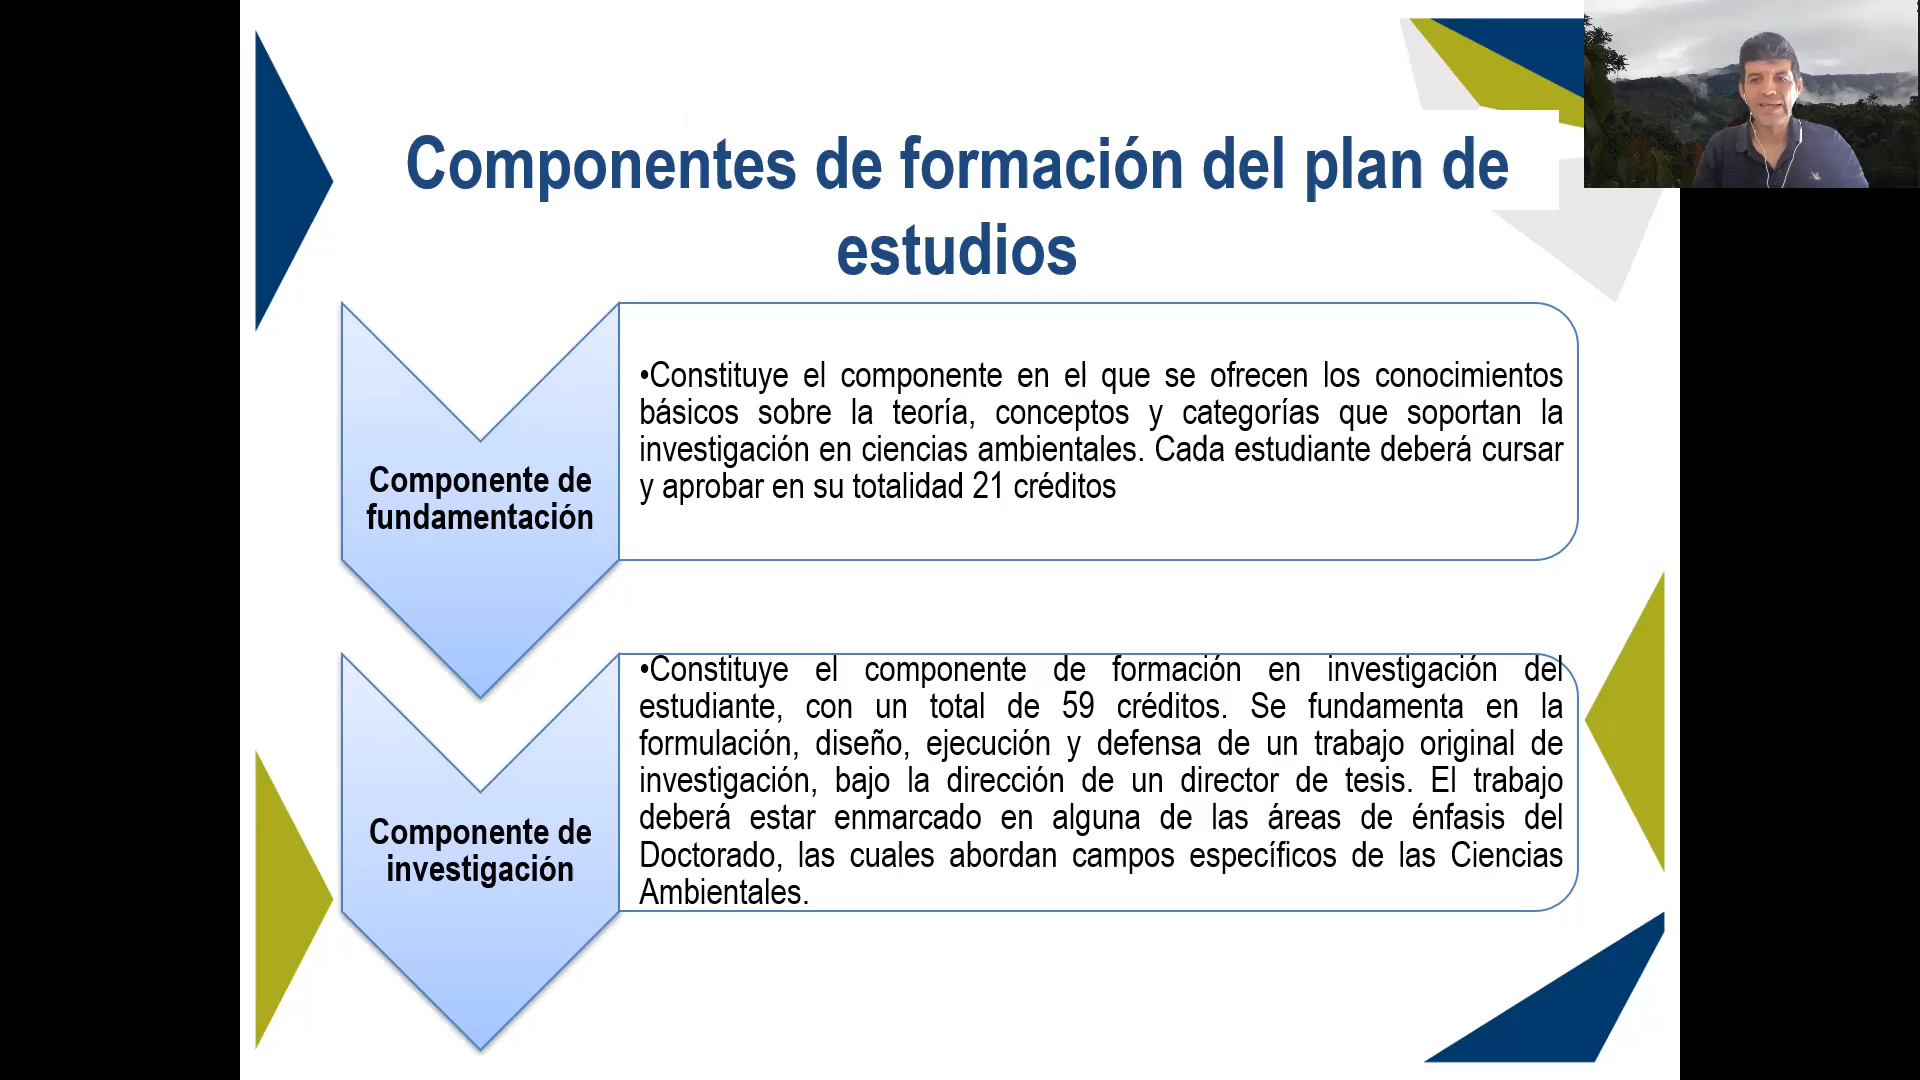 Componentes de formación del plan de
estudios
Componente de
fundamentación
•Constituye el componente en el que se ofrecen los conocimientos
básicos sobre la teoría, conceptos y categorías que soportan la
investigación en ciencias ambientales. Cada estudiante deberá cursar
y aprobar en su totalidad 21 créditos
Componente de
investigación
•Constituye el componente de formación en investigación del
estudiante, con un total de 59 créditos. Se fundamenta en la
formulación, diseño, ejecución y defensa de un trabajo original de
investigación, bajo la dirección de un director de tesis. El trabajo
deberá estar enmarcado en alguna de las áreas de énfasis del
Doctorado, las cuales abordan campos específicos de las Ciencias
Ambientales.